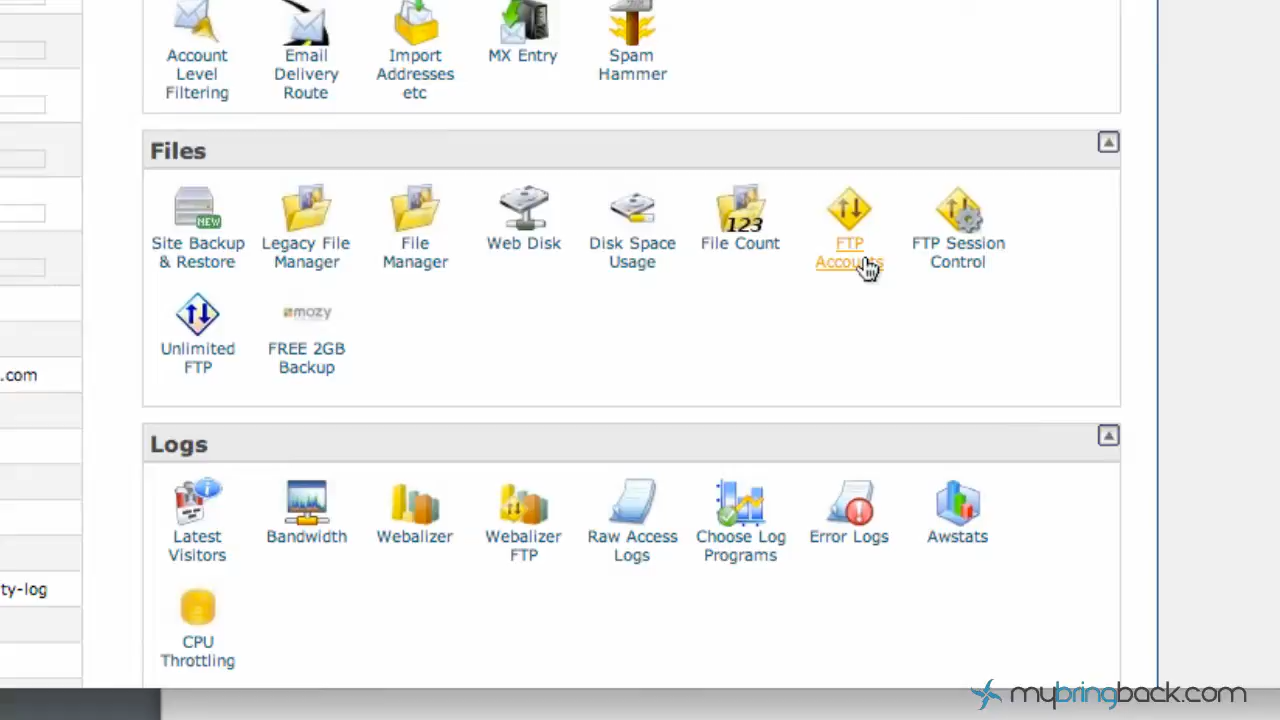 Account Level Filtering
Email Delivery Route
Import Addresses etc
MX Entry
Spam Hammer
Files
NEW
123
Site Backup & Restore
Legacy File Manager
File Manager
Web Disk
Disk Space Usage
File Count
FTP Accounts
FTP Session Control
mozy
Unlimited FTP
FREE 2GB Backup
.com
Logs
Latest Visitors
Bandwidth
Webalizer
Webalizer FTP
Raw Access Logs
Choose Log Programs
Error Logs
Awstats
ty-log
CPU Throttling
mybringback.com